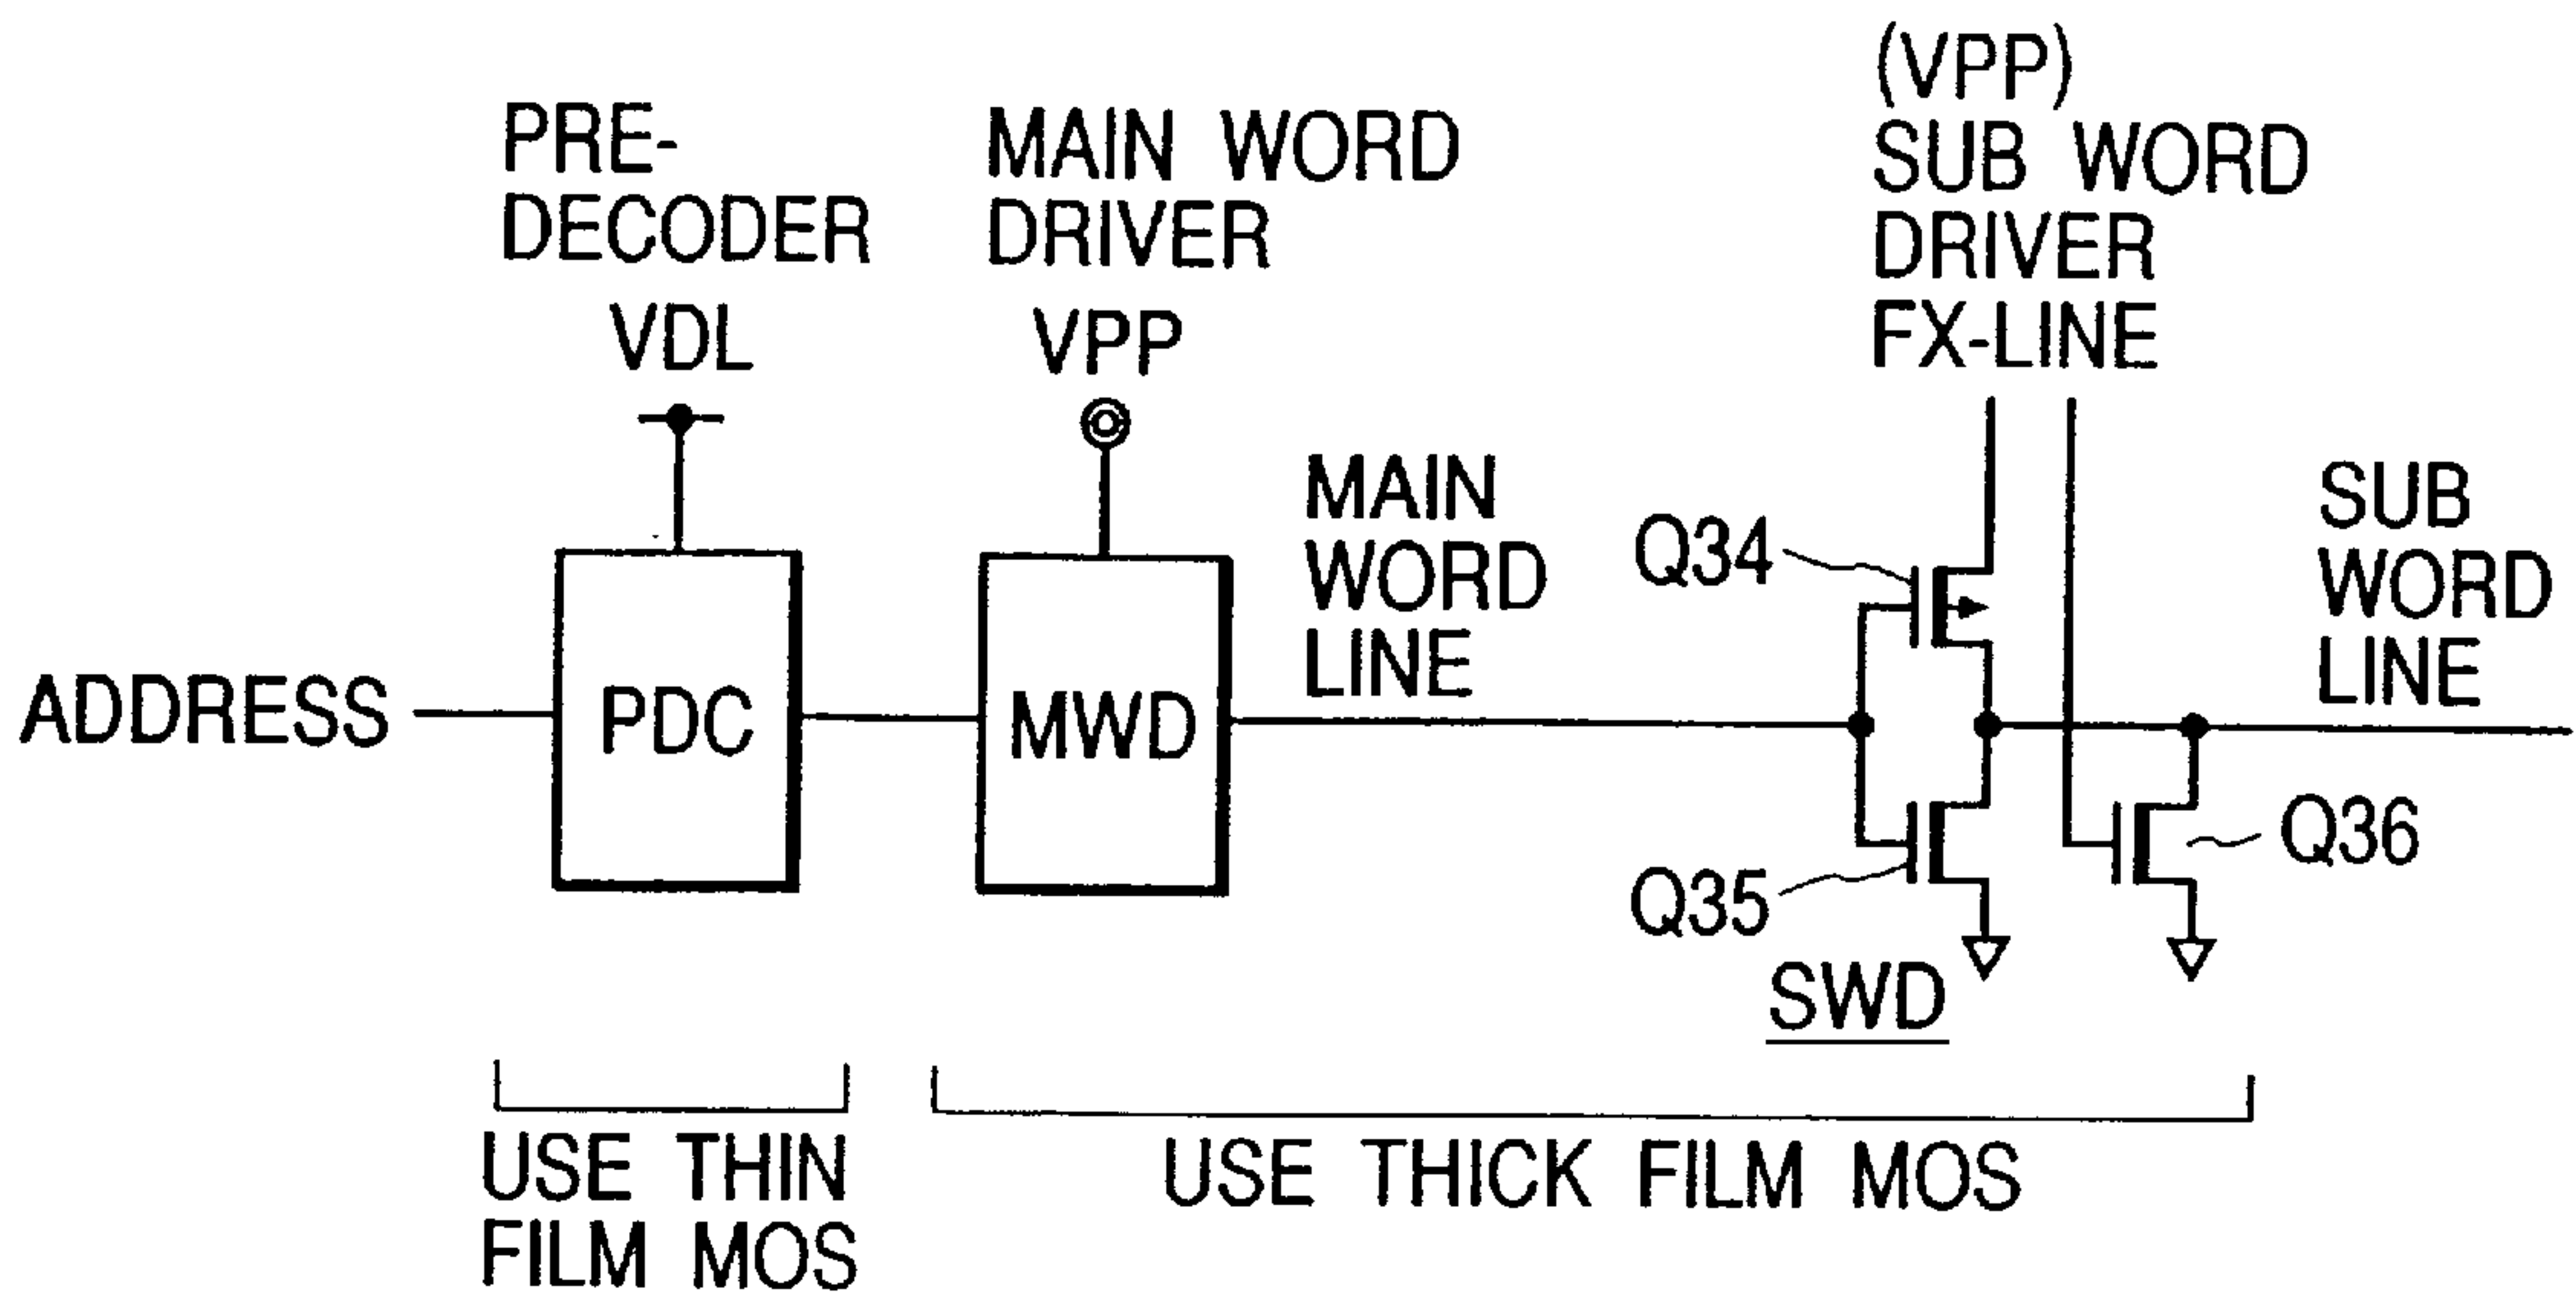 PRE-
DECODER
VDL
MAIN WORD
DRIVER
VPP
(VPP)
SUB WORD
DRIVER
FX-LINE
MAIN
WORD
LINE
SUB
WORD
LINE
Q34
ADDRESS
PDC
MWD
Q35
Q36
SWD
USE THIN
FILM MOS
USE THICK FILM MOS